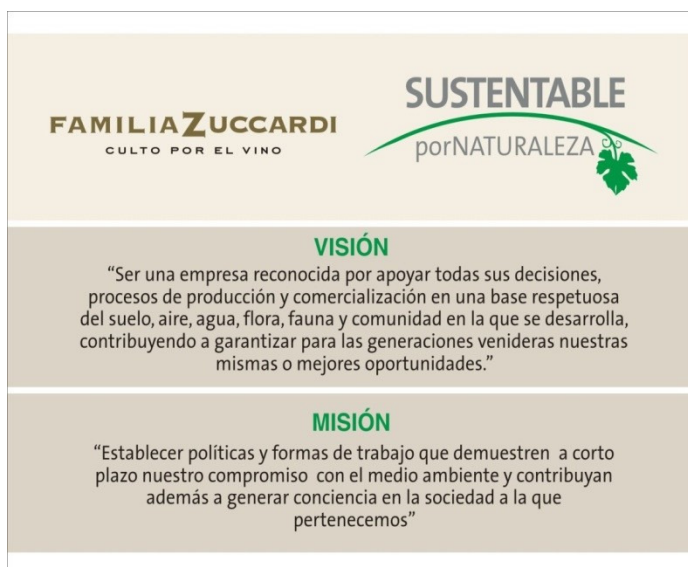 FAMILIA ZUCCARDI
CULTO POR EL VINO
SUSTENTABLE
porNATURALEZA
VISIÓN
“Ser una empresa reconocida por apoyar todas sus decisiones,
procesos de producción y comercialización en una base respetuosa
del suelo, aire, agua, flora, fauna y comunidad en la que se desarrolla,
contribuyendo a garantizar para las generaciones venideras nuestras
mismas o mejores oportunidades.”
MISIÓN
“Establecer políticas y formas de trabajo que demuestren a corto
plazo nuestro compromiso con el medio ambiente y contribuyan
además a generar conciencia en la sociedad a la que
pertenecemos”